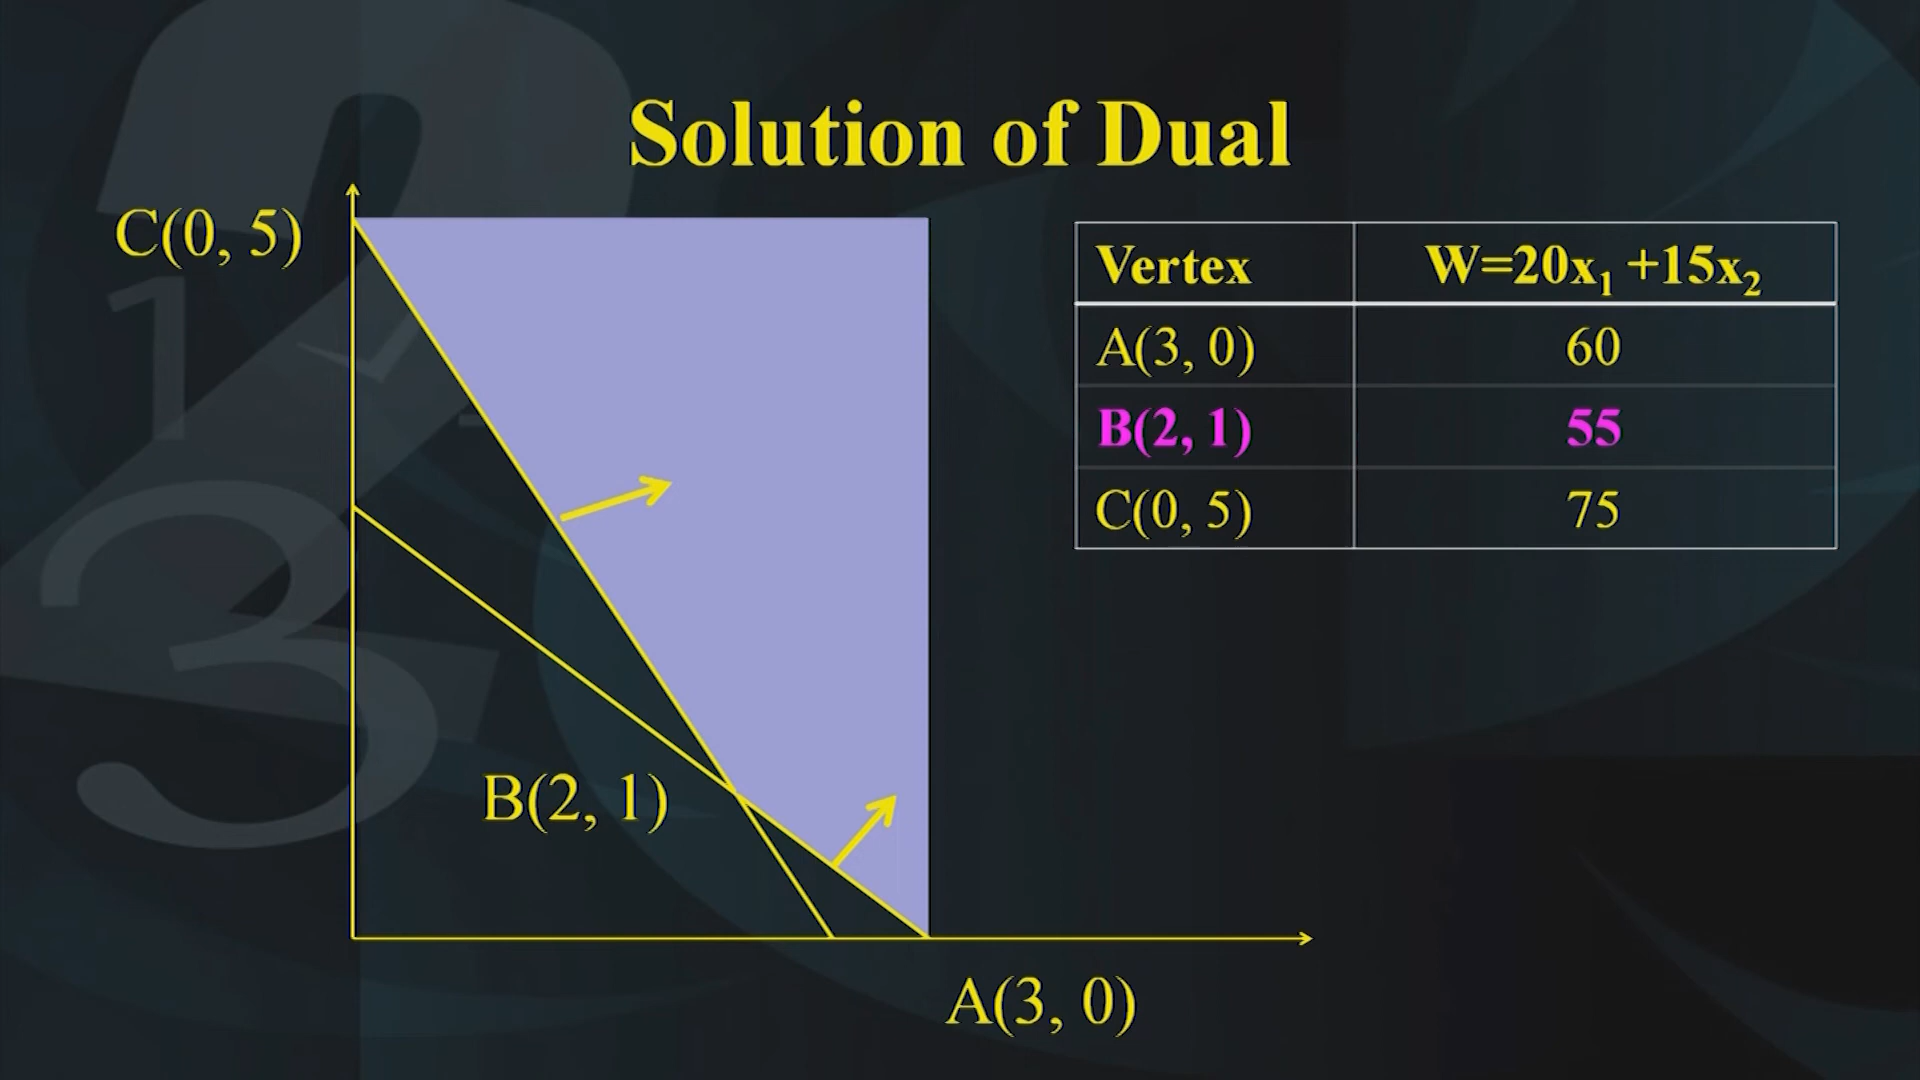 Solution of Dual
C(0, 5)
B(2, 1)
A(3, 0)
Vertex W=20x₁ +15x₂
A(3, 0) 60
B(2, 1) 55
C(0, 5) 75